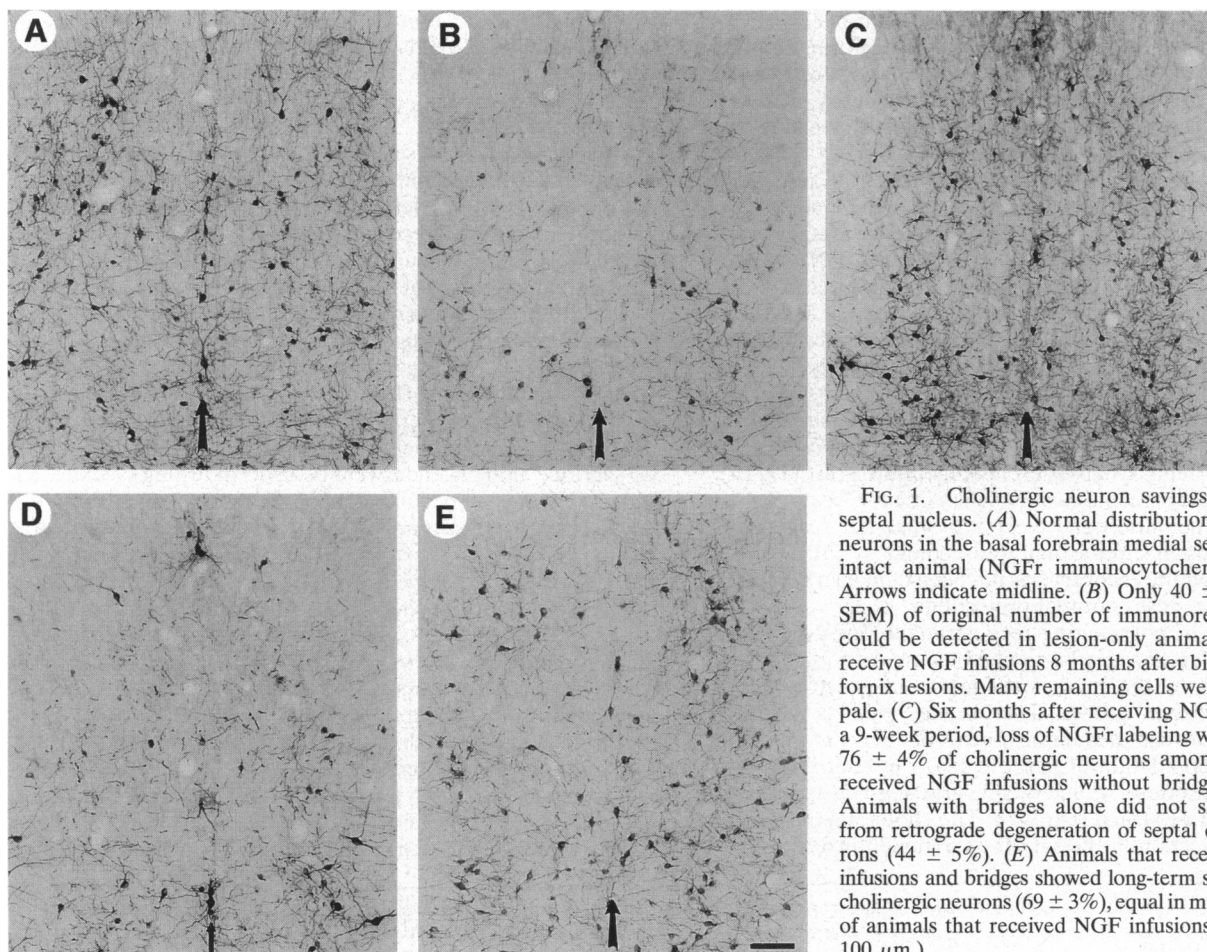 A
B
C
D
E
FIG. 1. Cholinergic neuron savings
septal nucleus. (A) Normal distribution
neurons in the basal forebrain medial se
intact animal (NGFr immunocytochem
Arrows indicate midline. (B) Only 40 ±
SEM) of original number of immunore
could be detected in lesion-only anima
receive NGF infusions 8 months after bi
fornix lesions. Many remaining cells we
pale. (C) Six months after receiving NG
a 9-week period, loss of NGFr labeling w
76 ± 4% of cholinergic neurons amon
received NGF infusions without bridg
Animals with bridges alone did not s
from retrograde degeneration of septal
rons (44 ± 5%). (E) Animals that rece
infusions and bridges showed long-term s
cholinergic neurons (69 ± 3%), equal in m
of animals that received NGF infusions
100 μm.)